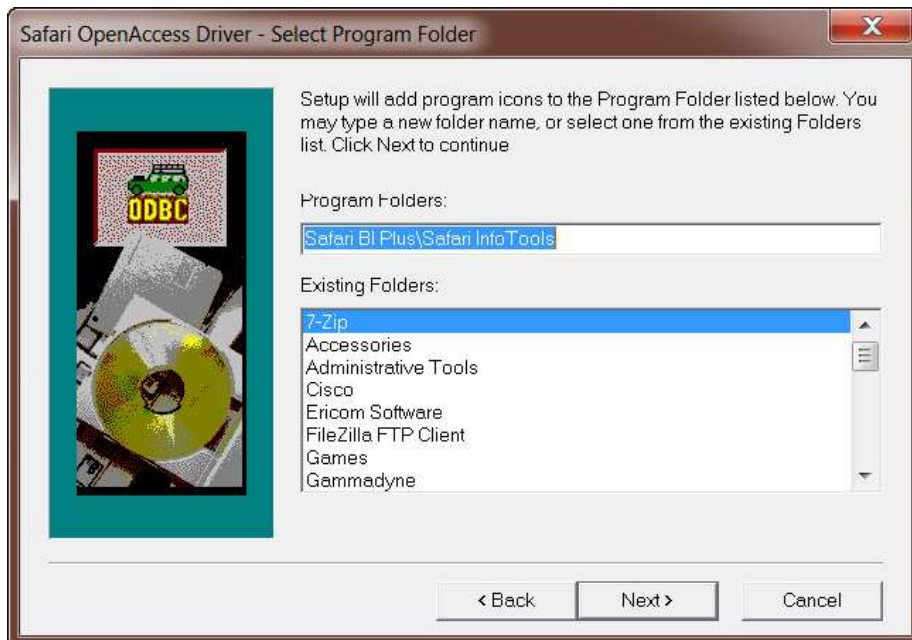 Safari OpenAccess Driver - Select Program Folder
X
Setup will add program icons to the Program Folder listed below. You
may type a new folder name, or select one from the existing Folders
list. Click Next to continue
ODBC
Program Folders:
Safari BI Plus\Safari InfoTools
Existing Folders:
7-Zip
Accessories
Administrative Tools
Cisco
Ericom Software
FileZilla FTP Client
Games
Gammadyne
< Back
Next >
Cancel